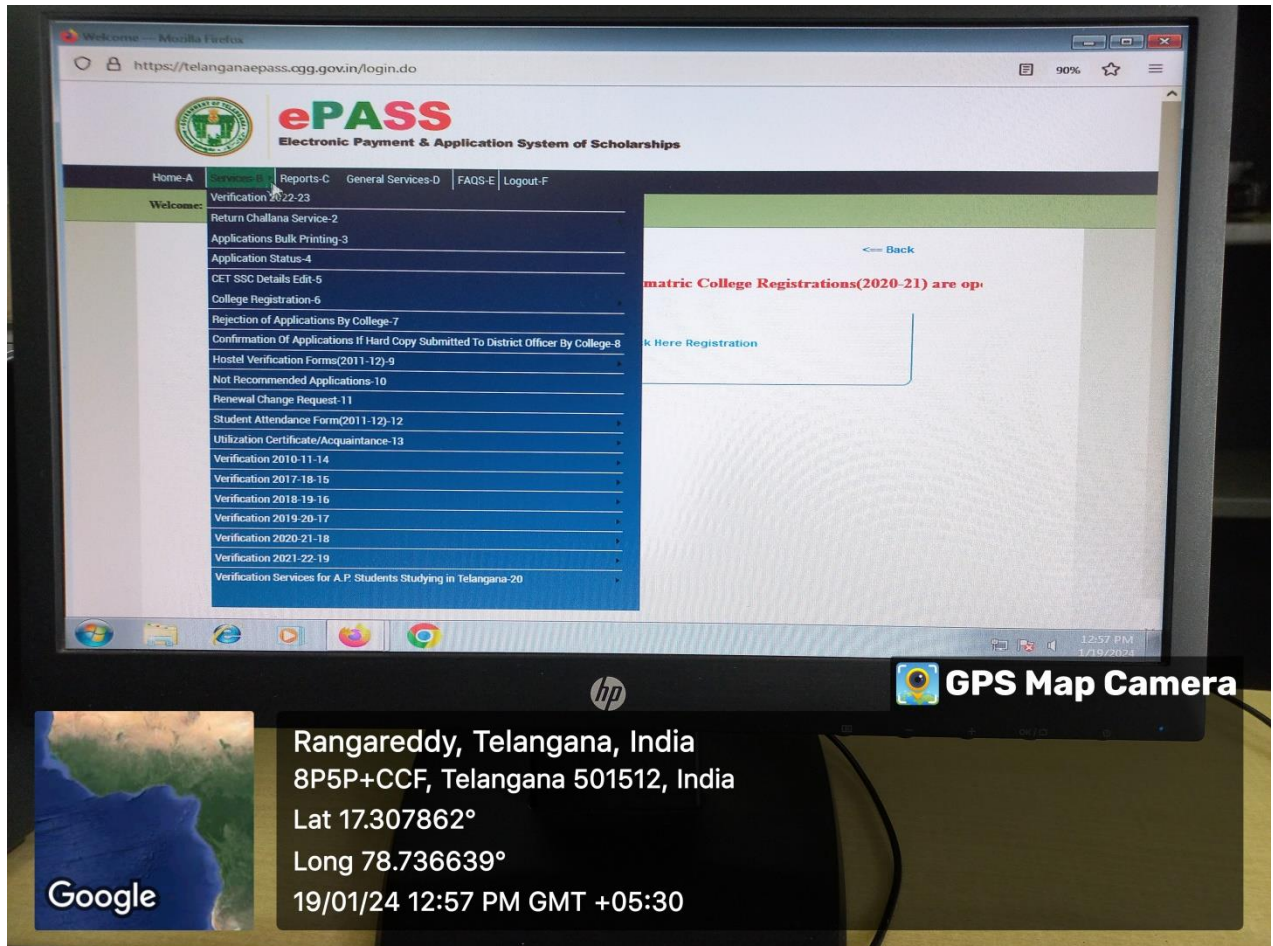 Welcome — Mozilla Firefox
https://telanganaepass.cgg.gov.in/login.do
90%
ePASS
Electronic Payment & Application System of Scholarships
Home-A Services-B Reports-C General Services-D FAQS-E Logout-F
Welcome:
Verification 2022-23
Return Challana Service-2
Applications Bulk Printing-3
<== Back
Application Status-4
CET SSC Details Edit-5
matric College Registrations(2020-21) are op
College Registration-6
Rejection of Applications By College-7
Confirmation Of Applications If Hard Copy Submitted To District Officer By College-8
k Here Registration
Hostel Verification Forms(2011-12)-9
Not Recommended Applications-10
Renewal Change Request-11
Student Attendance Form(2011-12)-12
Utilization Certificate/Acquaintance-13
Verification 2010-11-14
Verification 2017-18-15
Verification 2018-19-16
Verification 2019-20-17
Verification 2020-21-18
Verification 2021-22-19
Verification Services for A.P. Students Studying in Telangana-20
12:57 PM
1/19/2024
hp
GPS Map Camera
Rangareddy, Telangana, India
8P5P+CCF, Telangana 501512, India
Lat 17.307862°
Long 78.736639°
19/01/24 12:57 PM GMT +05:30
Google